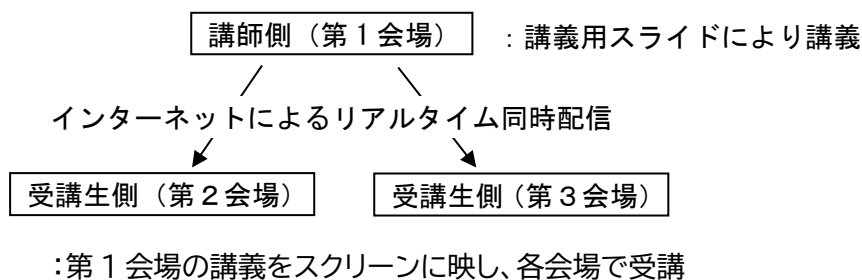 講師側（第１会場） ：講義用スライドにより講義
インターネットによるリアルタイム同時配信
受講生側（第２会場） 受講生側（第３会場）
：第１会場の講義をスクリーンに映し、各会場で受講